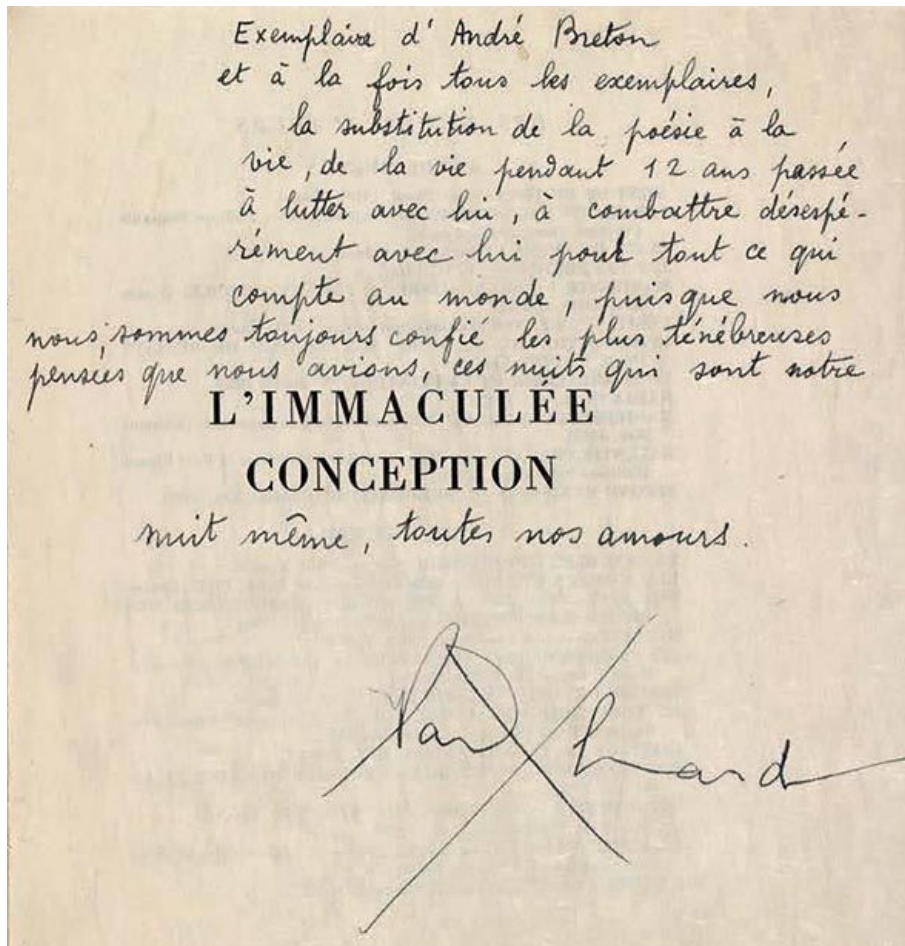 Exemplaire d'André Breton
et à la fois tous les exemplaires,
la substitution de la poésie à la
vie, de la vie pendant 12 ans passée
à lutter avec lui, à combattre désespé-
rément avec lui pour tout ce qui
compte au monde, puisque nous
nous sommes toujours confié les plus ténébreuses
pensées que nous avions, ces nuits qui sont notre
L'IMMACULÉE
CONCEPTION
nuit même, toutes nos amours.
Paul Eluard